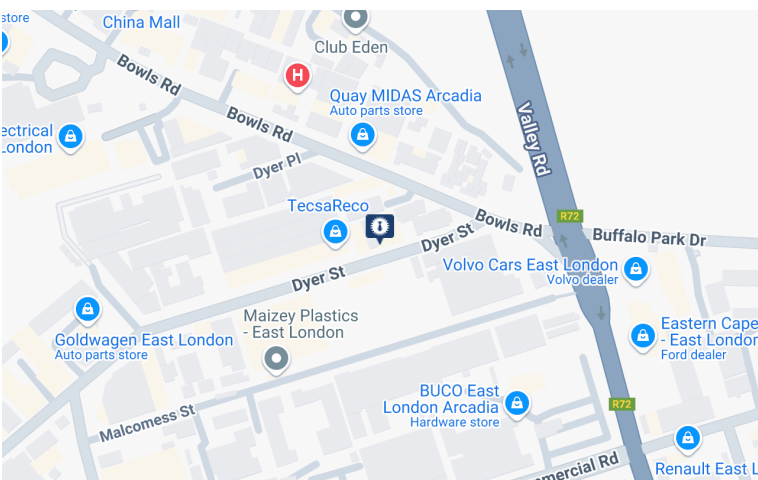 store
China Mall
Club Eden
Bowls Rd
Quay MIDAS Arcadia
Auto parts store
H
Bowls Rd
Valley Rd
ectrical
London
Dyer Pl
TecsaReco
R72
Bowls Rd
Buffalo Park Dr
Dyer St
Volvo Cars East London
Volvo dealer
Dyer St
Maizey Plastics
- East London
Goldwagen East London
Auto parts store
Eastern Cape
- East London
Ford dealer
BUCO East
London Arcadia
Hardware store
R72
Malcomess St
mmercial Rd
Renault East L